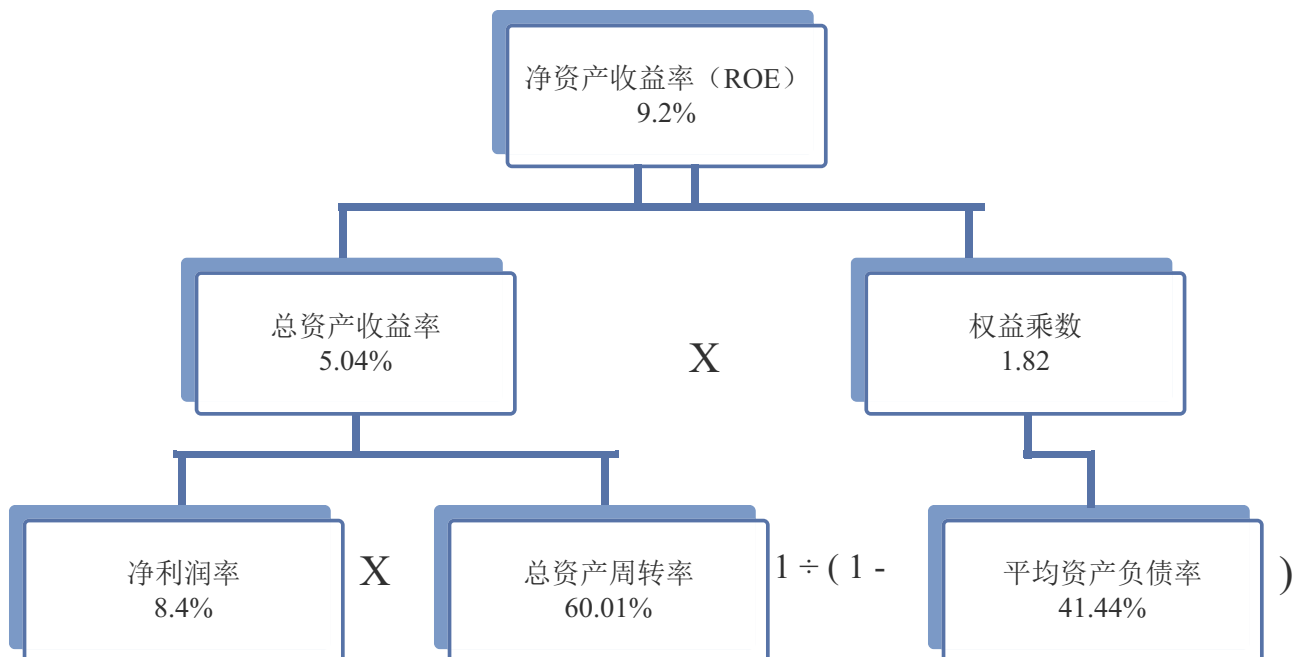 净资产收益率（ROE）
9.2%
总资产收益率
5.04%
X
权益乘数
1.82
净利润率
8.4%
X
总资产周转率
60.01%
1 ÷ ( 1 -
平均资产负债率
41.44%
)